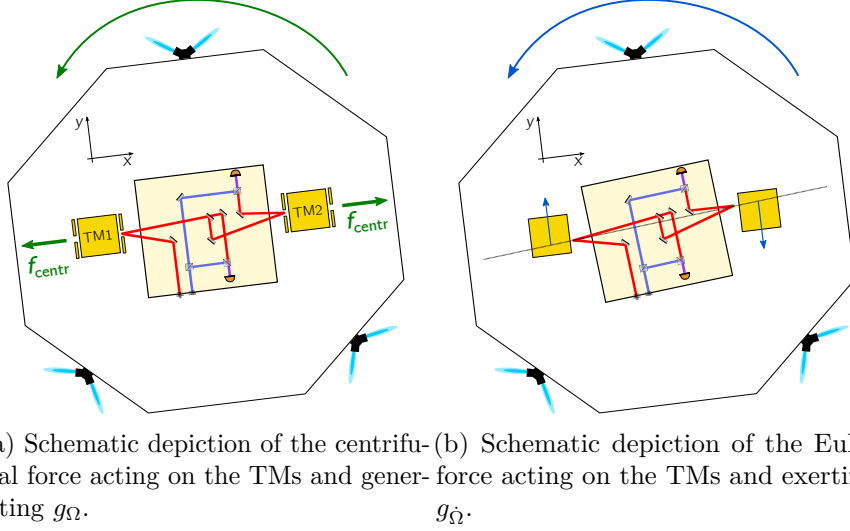 y
x
TM1
TM2
f_centr
f_centr
y
x
a) Schematic depiction of the centrifu-
al force acting on the TMs and gener-
ting g_Ω.
(b) Schematic depiction of the Eul
force acting on the TMs and exertin
g_Ω̇.